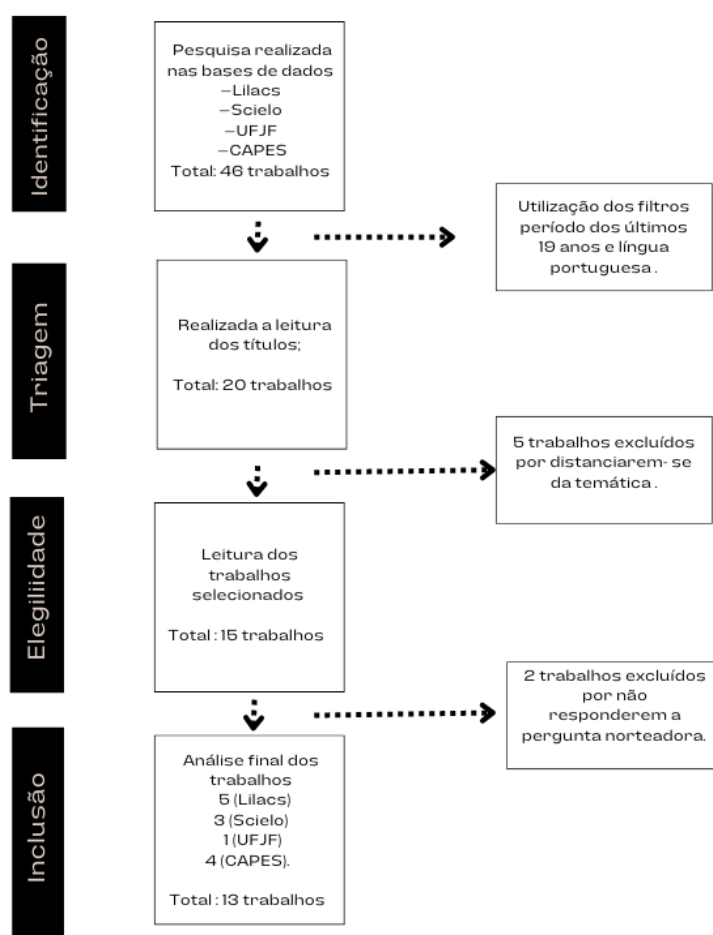 Identificação
Pesquisa realizada
nas bases de dados
—Lilacs
—Scielo
—UFJF
—CAPES
Total: 46 trabalhos
Utilização dos filtros
período dos últimos
19 anos e língua
portuguesa .
Triagem
Realizada a leitura
dos títulos;
Total: 20 trabalhos
5 trabalhos excluídos
por distanciarem- se
da temática .
Elegiliidade
Leitura dos
trabalhos
selecionados
Total : 15 trabalhos
2 trabalhos excluídos
por não
responderem a
pergunta norteadora.
Inclusão
Análise final dos
trabalhos
5 (Lilacs)
3 (Scielo)
1 (UFJF)
4 (CAPES).
Total : 13 trabalhos